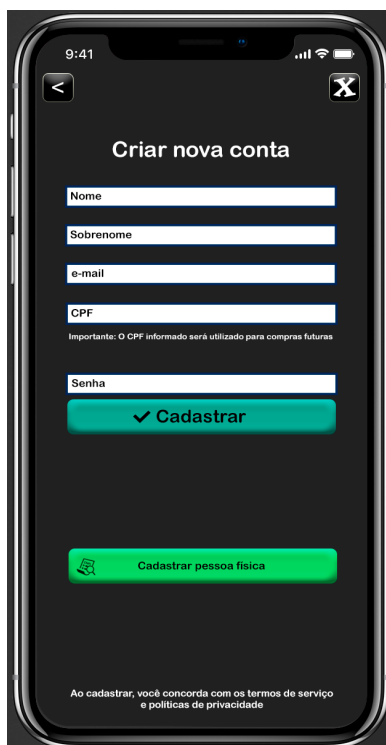 9:41
<
X
Criar nova conta
Nome
Sobrenome
e-mail
CPF
Importante: O CPF informado será utilizado para compras futuras
Senha
Cadastrar
Cadastrar pessoa física
Ao cadastrar, você concorda com os termos de serviço
e políticas de privacidade